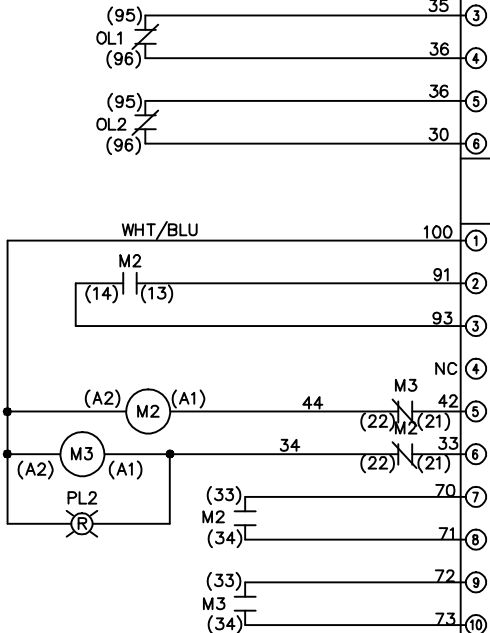 (95) 35 3
OL1
(96) 36 4
(95) 36 5
OL2
(96) 30 6
WHT/BLU 100 1
M2
(14) (13) 91 2
93 3
NC 4
M3
(A2) M2 (A1) 44 (22) (21) 42 5
M2
(A2) M3 (A1) 34 (22) (21) 33 6
PL2
R
(33) 70 7
M2
(34) 71 8
(33) 72 9
M3
(34) 73 10